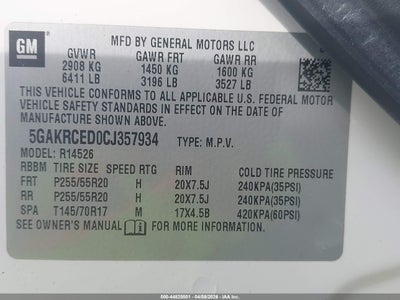 GM
MFD BY GENERAL MOTORS LLC
GVWR GAWR FRT GAWR RR
2908 KG 1450 KG 1600 KG
6411 LB 3196 LB 3527 LB
THIS VEHICLE CONFORMS TO ALL APPLICABLE U.S. FEDERAL MOTOR
VEHICLE SAFETY STANDARDS IN EFFECT ON THE DATE OF
MANUFACTURE SHOWN ABOVE.
5GAKRCED0CJ357934 TYPE: M.P.V.
MODEL: R14526
RBBM TIRE SIZE SPEED RTG RIM COLD TIRE PRESSURE
FRT P255/55R20 H 20X7.5J 240KPA(35PSI)
RR P255/55R20 H 20X7.5J 240KPA(35PSI)
SPA T145/70R17 M 17X4.5B 420KPA(60PSI)
SEE OWNER'S MANUAL FOR MORE INFORMATION.